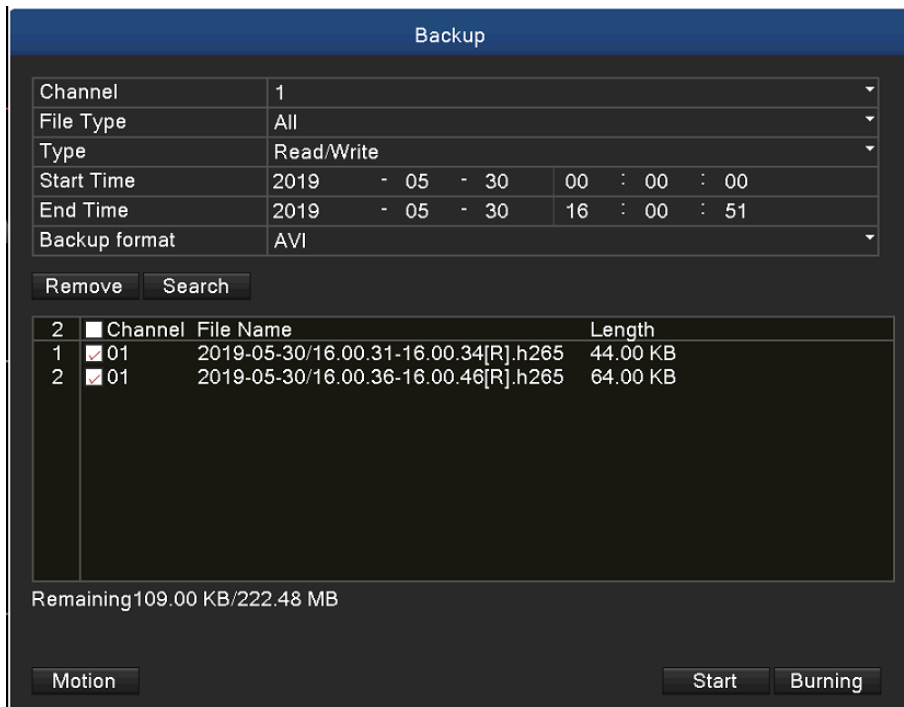 Backup
Channel 1
File Type All
Type Read/Write
Start Time 2019 - 05 - 30 00 : 00 : 00
End Time 2019 - 05 - 30 16 : 00 : 51
Backup format AVI
Remove Search
2 Channel File Name Length
1 01 2019-05-30/16.00.31-16.00.34[R].h265 44.00 KB
2 01 2019-05-30/16.00.36-16.00.46[R].h265 64.00 KB
Remaining109.00 KB/222.48 MB
Motion Start Burning